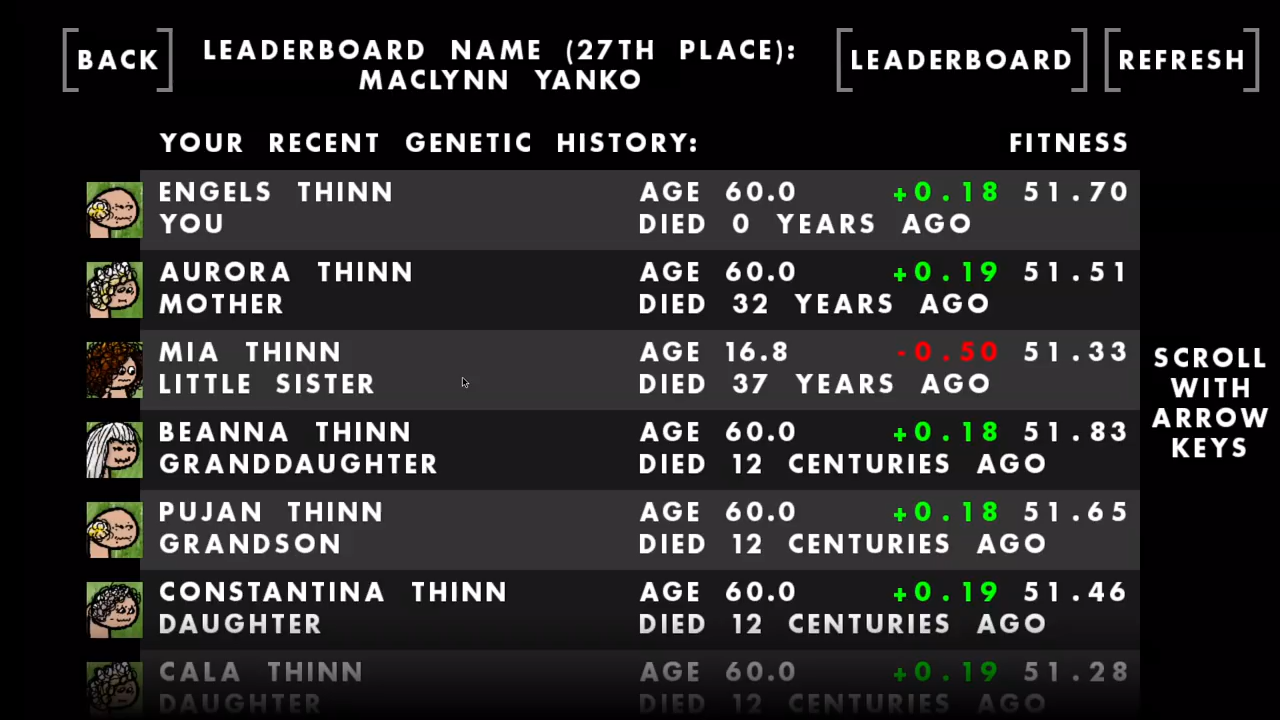 BACK
LEADERBOARD NAME (27TH PLACE):
MACLYNN YANKO
LEADERBOARD
REFRESH
YOUR RECENT GENETIC HISTORY: FITNESS
ENGELS THINN AGE 60.0 +0.18 51.70
YOU DIED 0 YEARS AGO
AURORA THINN AGE 60.0 +0.19 51.51
MOTHER DIED 32 YEARS AGO
MIA THINN AGE 16.8 -0.50 51.33
LITTLE SISTER DIED 37 YEARS AGO
BEANNA THINN AGE 60.0 +0.18 51.83
GRANDDAUGHTER DIED 12 CENTURIES AGO
PUJAN THINN AGE 60.0 +0.18 51.65
GRANDSON DIED 12 CENTURIES AGO
CONSTANTINA THINN AGE 60.0 +0.19 51.46
DAUGHTER DIED 12 CENTURIES AGO
CALA THINN AGE 60.0 +0.19 51.28
DAUGHTER DIED 12 CENTURIES AGO
SCROLL
WITH
ARROW
KEYS